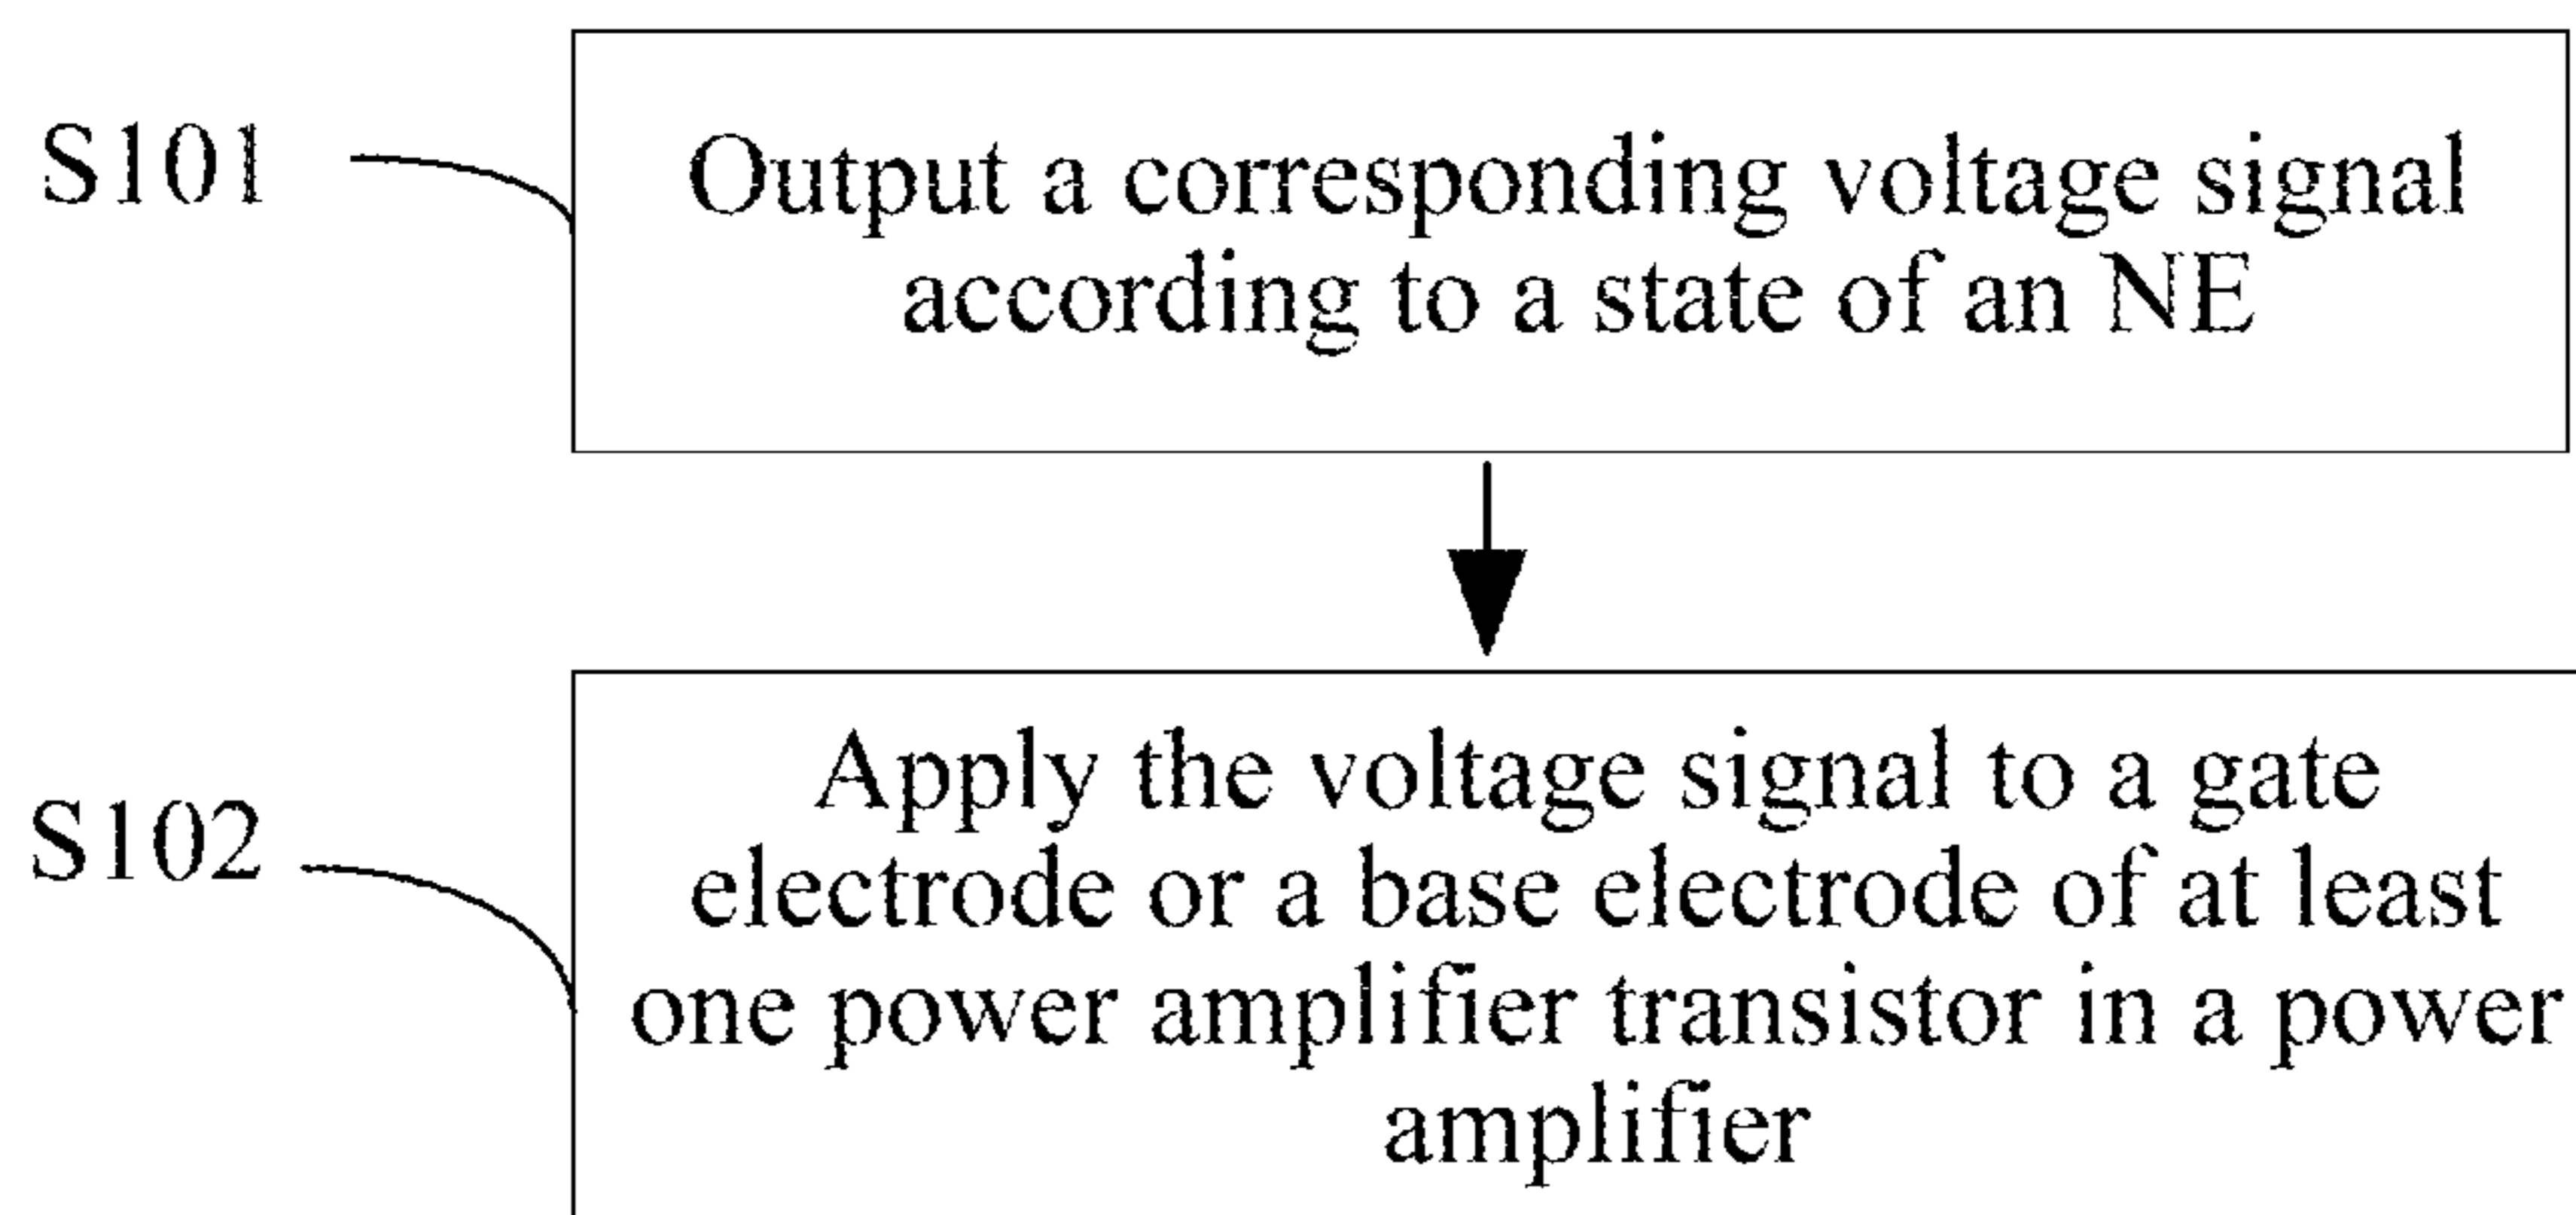 S101
Output a corresponding voltage signal
according to a state of an NE
S102
Apply the voltage signal to a gate
electrode or a base electrode of at least
one power amplifier transistor in a power
amplifier